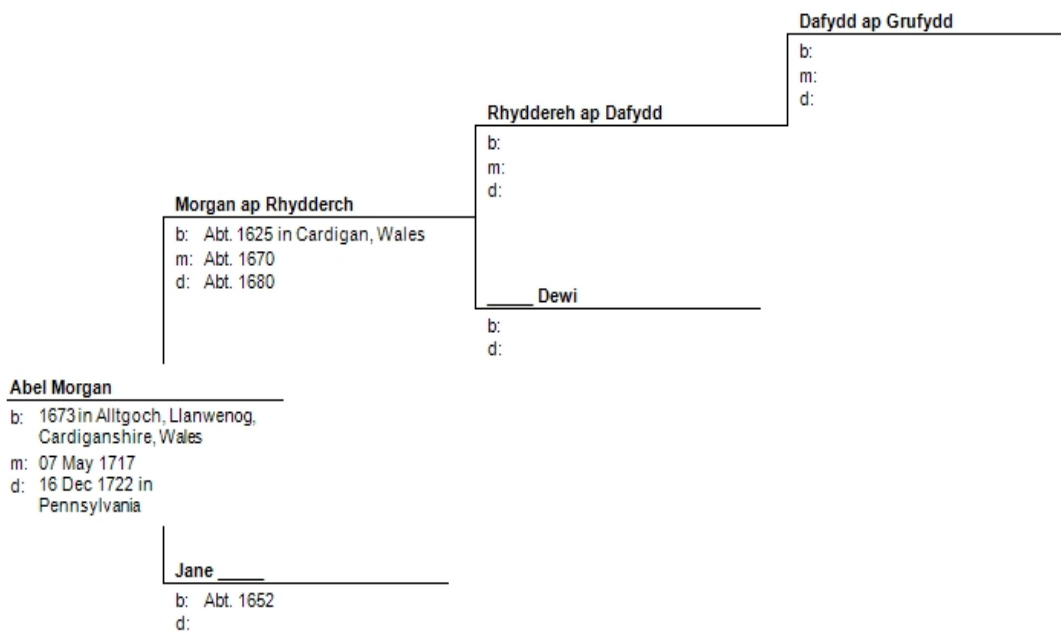 Dafydd ap Grufydd
b:
m:
d:
Rhyddereh ap Dafydd
b:
m:
d:
Morgan ap Rhydderch
b: Abt. 1625 in Cardigan, Wales
m: Abt. 1670
d: Abt. 1680
_____ Dewi
b:
d:
Abel Morgan
b: 1673 in Alltgoch, Llanwenog,
Cardiganshire, Wales
m: 07 May 1717
d: 16 Dec 1722 in
Pennsylvania
Jane _____
b: Abt. 1652
d: